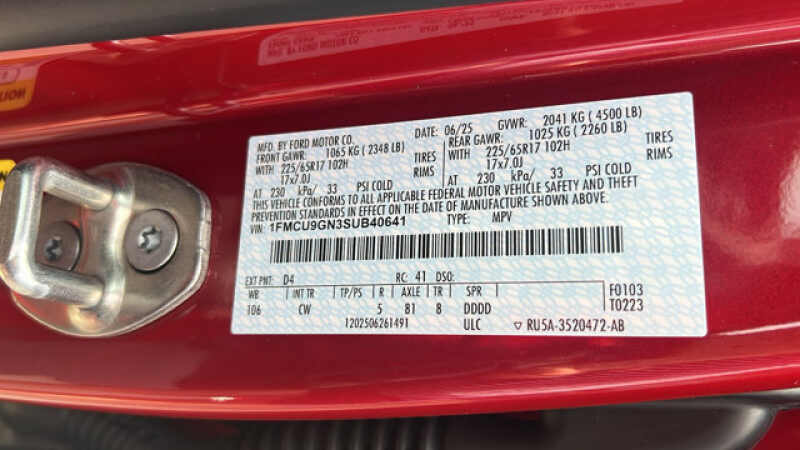 MFD. BY FORD MOTOR CO. DATE: 06/25 GVWR: 2041 KG ( 4500 LB)
FRONT GAWR: 1065 KG ( 2348 LB) REAR GAWR: 1025 KG ( 2260 LB)
225/65R17 102H TIRES WITH 225/65R17 102H TIRES
17x7.0J RIMS 17x7.0J RIMS
AT 230 kPa/ 33 PSI COLD AT 230 kPa/ 33 PSI COLD
THIS VEHICLE CONFORMS TO ALL APPLICABLE FEDERAL MOTOR VEHICLE SAFETY AND THEFT
PREVENTION STANDARDS IN EFFECT ON THE DATE OF MANUFACTURE SHOWN ABOVE.
VIN: 1FMCU9GN3SUB40641 TYPE: MPV
EXT PNT: D4 RC: 41 DSO:
WB INT TR TP/PS R AXLE TR SPR F0103
106 CW 5 81 8 DDDD T0223
1202506261491 ULC RU5A-3520472-AB